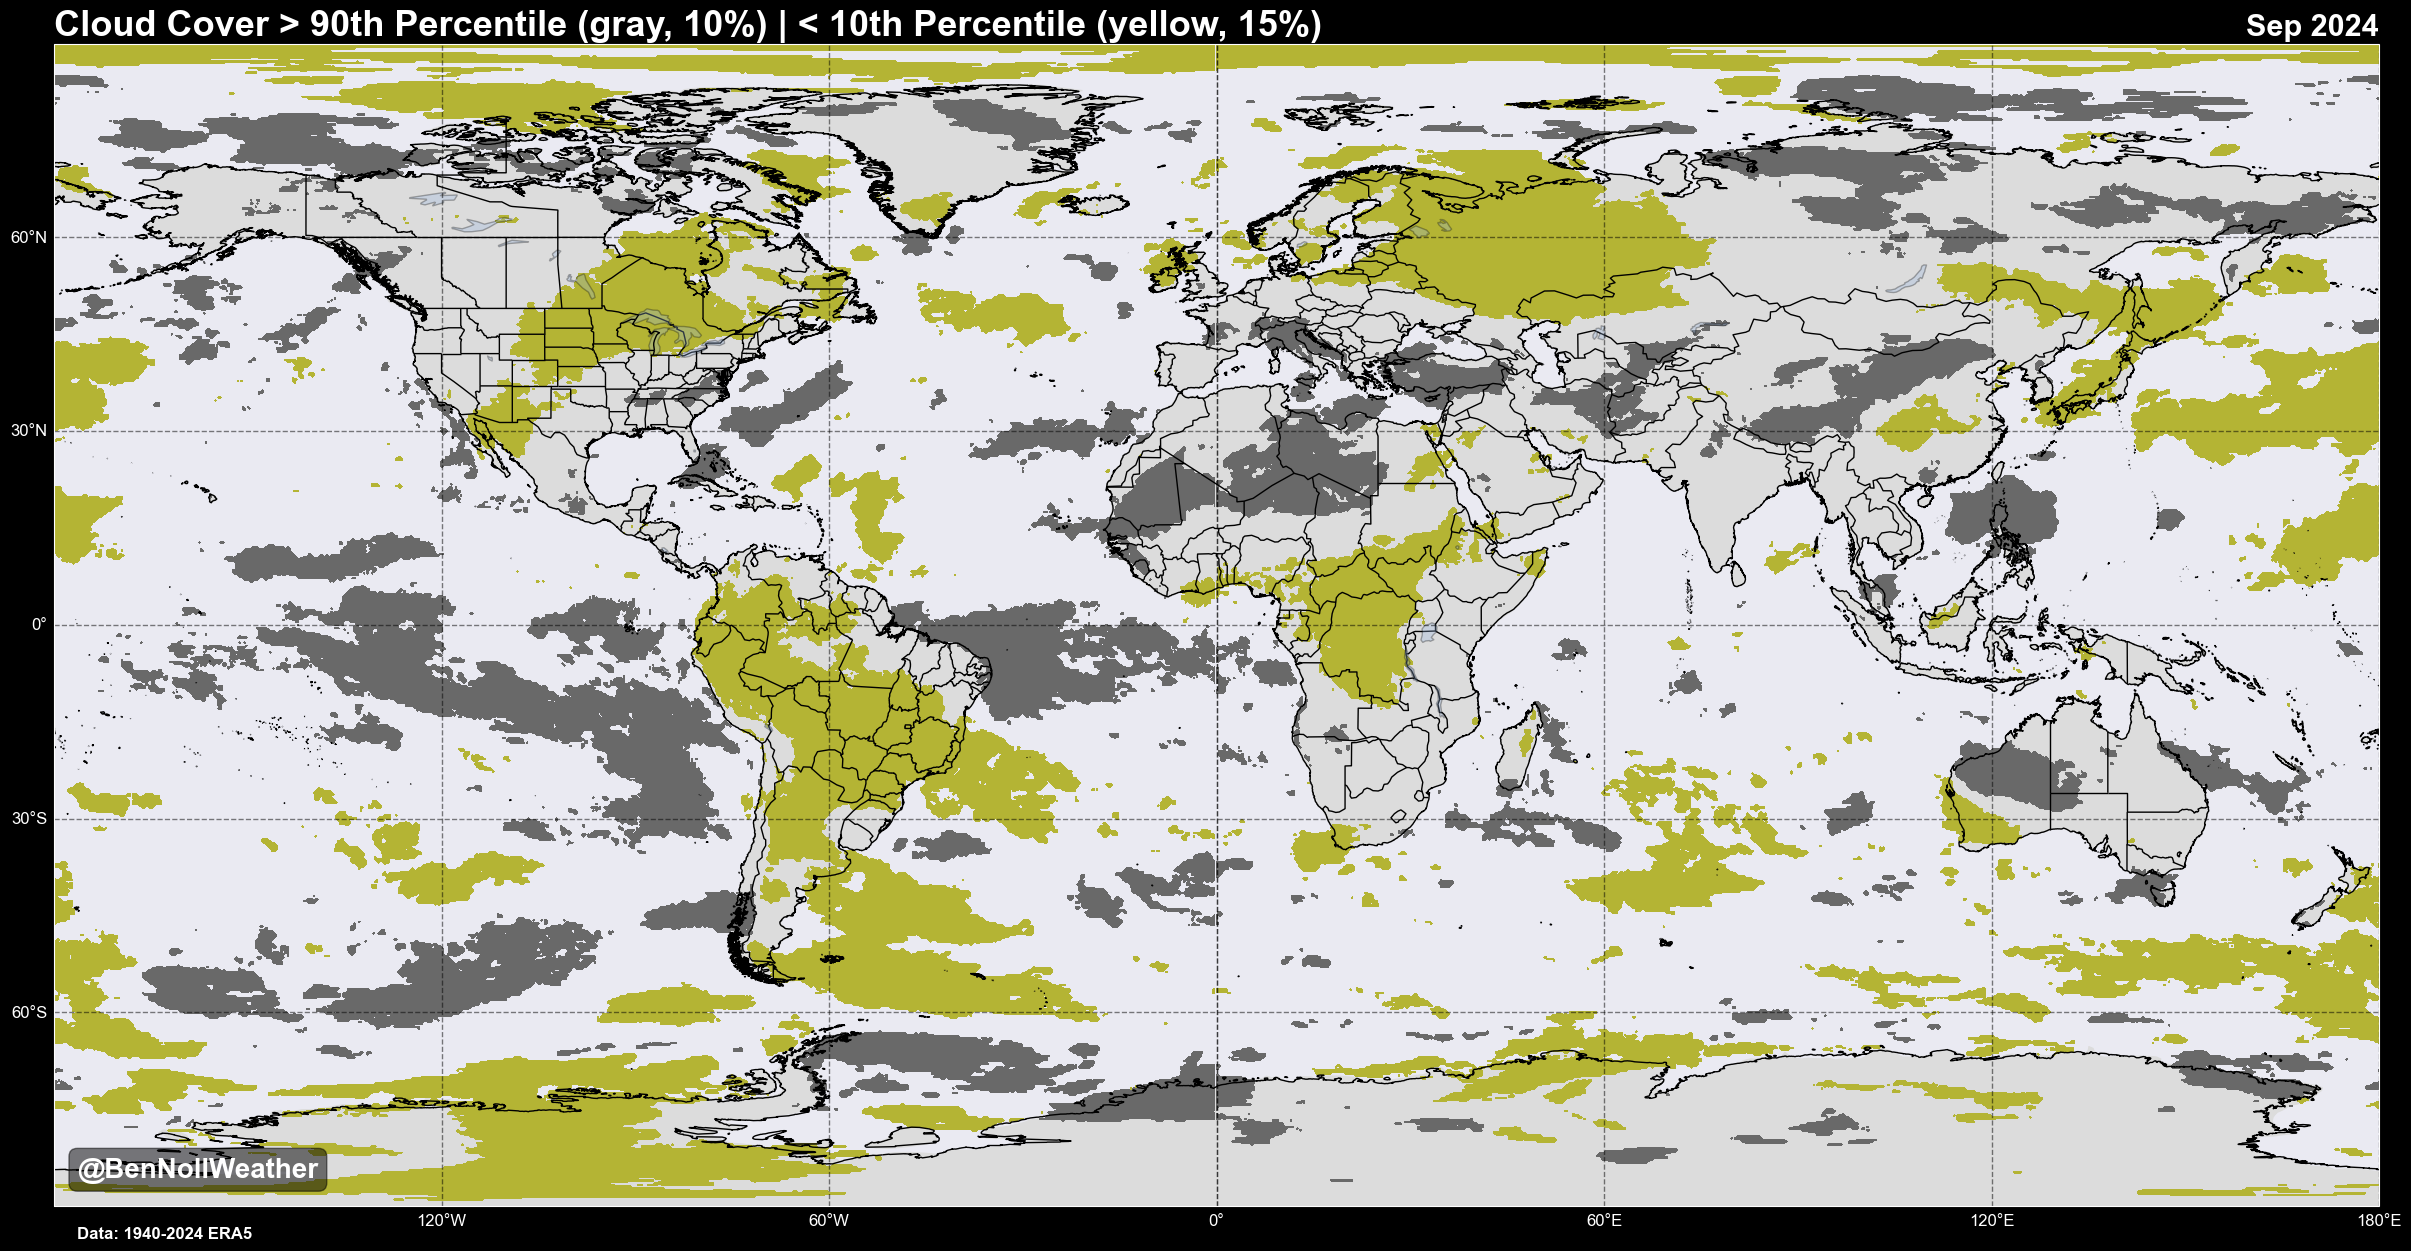 Cloud Cover > 90th Percentile (gray, 10%) | < 10th Percentile (yellow, 15%)
Sep 2024
60°N
30°N
0°
30°S
60°S
@BenNollWeather
120°W
60°W
0°
60°E
120°E
180°E
Data: 1940-2024 ERA5